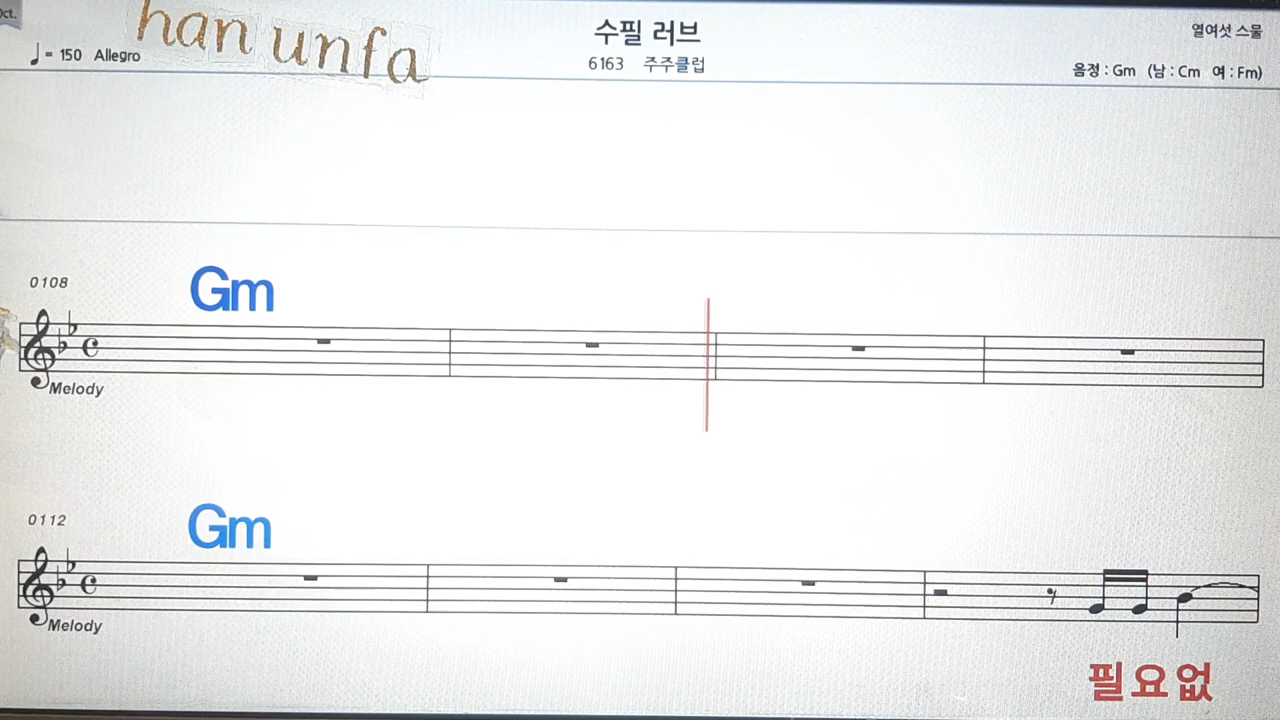 Oct.
han unfa
수필 러브
열여섯 스물
♩= 150 Allegro
6163 주주클럽
음정 : Gm (남 : Cm 여 : Fm)
0108
Gm
Melody
0112
Gm
Melody
필요없